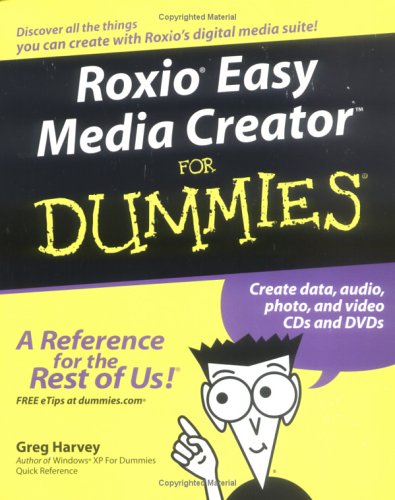 Copyrighted Material
Discover all the things
you can create with Roxio's digital media suite!
Roxio® Easy
Media Creator™
FOR
DUMMIES®
Create data, audio,
photo, and video
CDs and DVDs
A Reference
for the
Rest of Us!®
FREE eTips at dummies.com®
Greg Harvey
Author of Windows® XP For Dummies
Quick Reference
Copyrighted Material